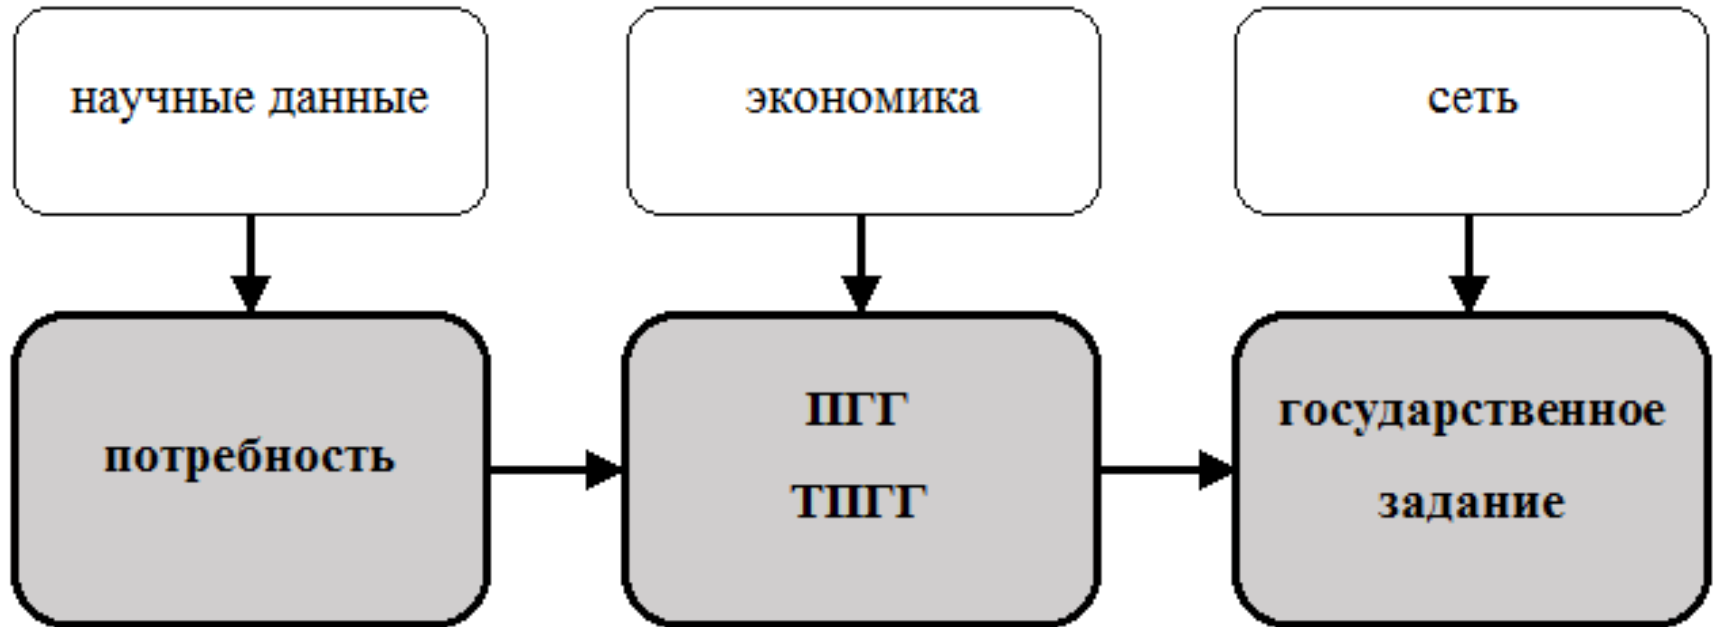 научные данные
экономика
сеть
потребность
ПГГ
ТПГГ
государственное
задание